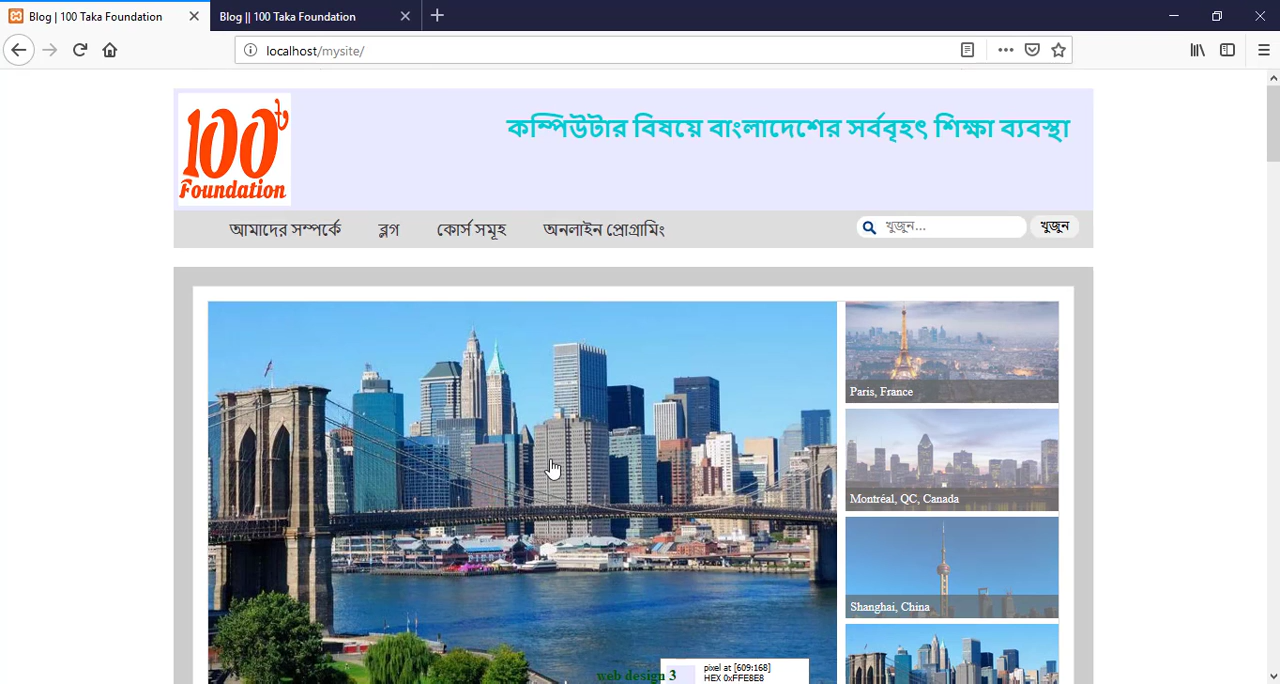 Blog | 100 Taka Foundation
Blog || 100 Taka Foundation
localhost/mysite/
100৳
Foundation
কম্পিউটার বিষয়ে বাংলাদেশের সর্ববৃহৎ শিক্ষা ব্যবস্থা
আমাদের সম্পর্কে ব্লগ কোর্স সমূহ অনলাইন প্রোগ্রামিং
খুজুন... খুজুন
Paris, France
Montréal, QC, Canada
Shanghai, China
web design 3
pixel at [609:168]
HEX 0xFFE8E8